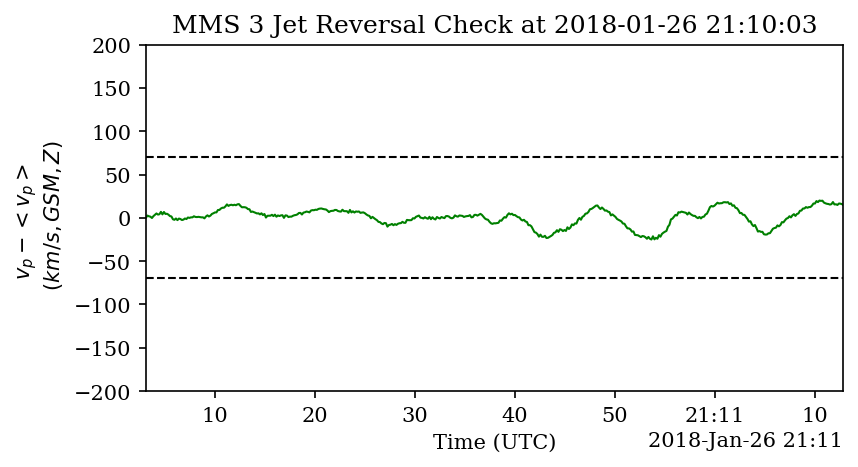 MMS 3 Jet Reversal Check at 2018-01-26 21:10:03
200
150
100
50
0
−50
−100
−150
−200
v_p − < v_p >
(km/s, GSM, Z)
10 20 30 40 50 21:11 10
Time (UTC)
2018-Jan-26 21:11